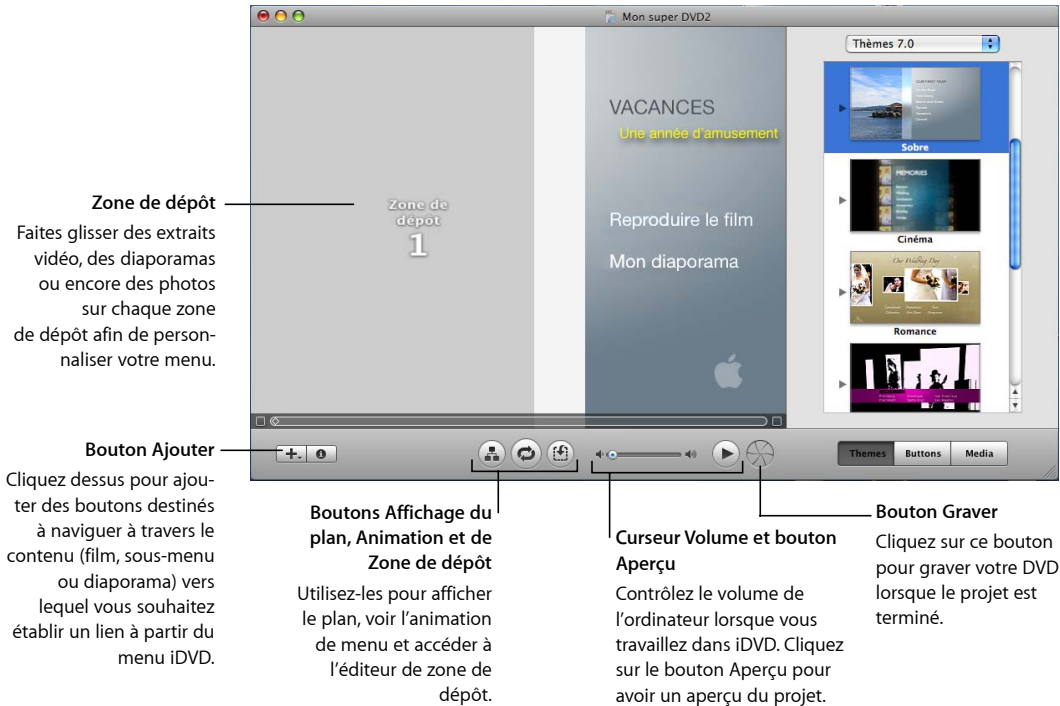 Mon super DVD2
Thèmes 7.0
VACANCES
Une année d'amusement
Zone de
dépôt
1
Reproduire le film
Mon diaporama
Sobre
MEMORIES
Cinéma
Our Wedding Day
Romance
Themes
Buttons
Media
Zone de dépôt
Faites glisser des extraits
vidéo, des diaporamas
ou encore des photos
sur chaque zone
de dépôt afin de person-
naliser votre menu.
Bouton Ajouter
Cliquez dessus pour ajou-
ter des boutons destinés
à naviguer à travers le
contenu (film, sous-menu
ou diaporama) vers
lequel vous souhaitez
établir un lien à partir du
menu iDVD.
Boutons Affichage du
plan, Animation et de
Zone de dépôt
Utilisez-les pour afficher
le plan, voir l’animation
de menu et accéder à
l’éditeur de zone de
dépôt.
Curseur Volume et bouton
Aperçu
Contrôlez le volume de
l’ordinateur lorsque vous
travaillez dans iDVD. Cliquez
sur le bouton Aperçu pour
avoir un aperçu du projet.
Bouton Graver
Cliquez sur ce bouton
pour graver votre DVD
lorsque le projet est
terminé.